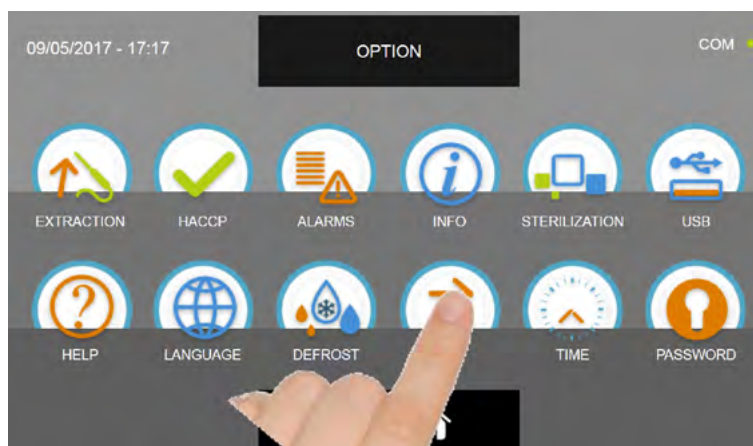 09/05/2017 - 17:17
OPTION
COM
EXTRACTION
HACCP
ALARMS
INFO
STERILIZATION
USB
HELP
LANGUAGE
DEFROST
TIME
PASSWORD